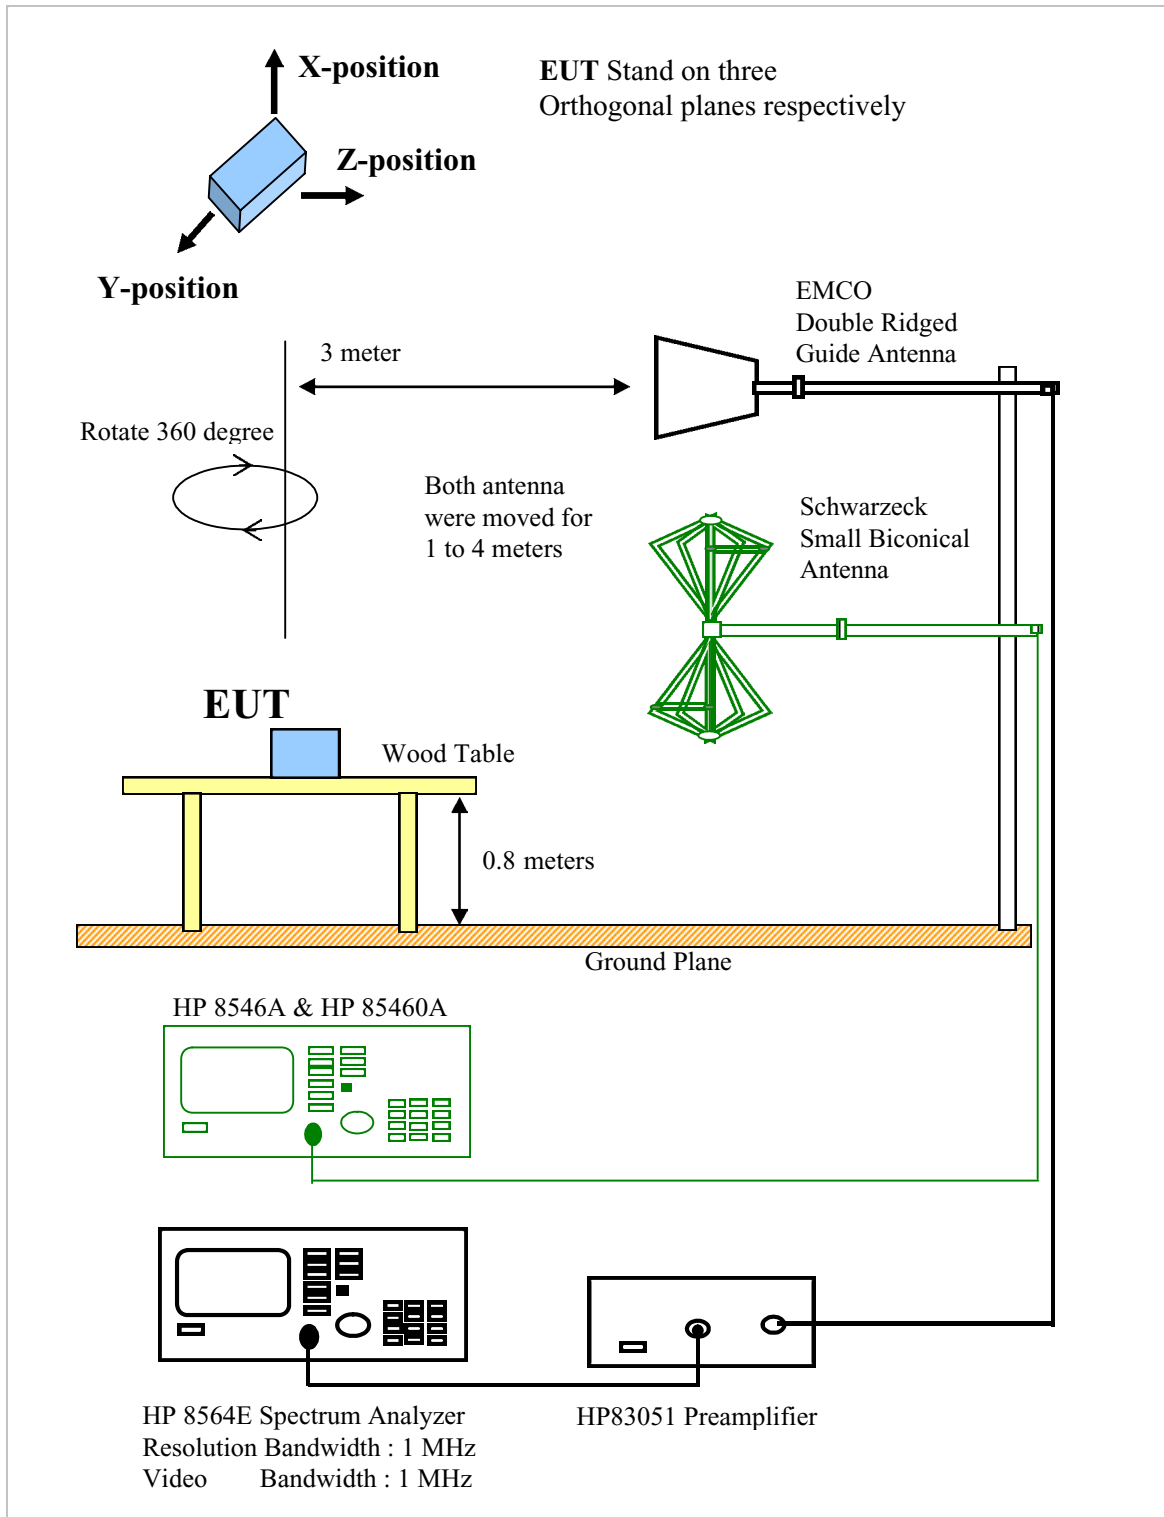 X-position
EUT Stand on three
Orthogonal planes respectively
Z-position
Y-position
EMCO
Double Ridged
Guide Antenna
3 meter
Rotate 360 degree
Both antenna
were moved for
1 to 4 meters
Schwarzeck
Small Biconical
Antenna
EUT
Wood Table
0.8 meters
Ground Plane
HP 8546A & HP 85460A
HP 8564E Spectrum Analyzer
Resolution Bandwidth : 1 MHz
Video Bandwidth : 1 MHz
HP83051 Preamplifier